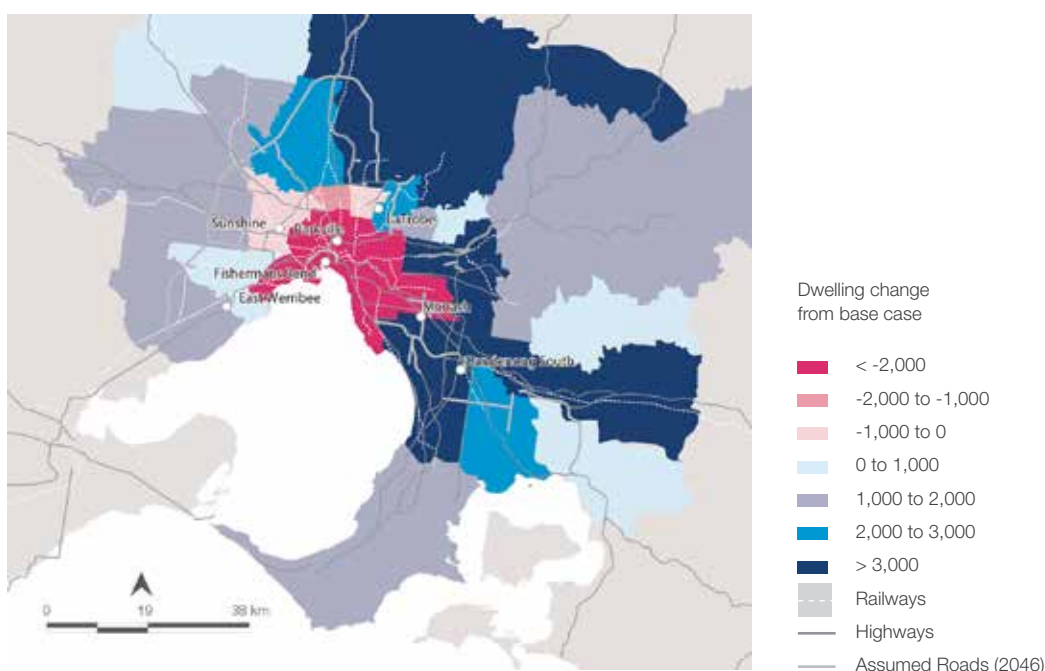 Sunshine
Parkville
LaTrobe
Fishermans Bend
East Werribee
Monash
Dandenong South
0 19 38 km
Dwelling change
from base case
< -2,000
-2,000 to -1,000
-1,000 to 0
0 to 1,000
1,000 to 2,000
2,000 to 3,000
> 3,000
Railways
Highways
Assumed Roads (2046)